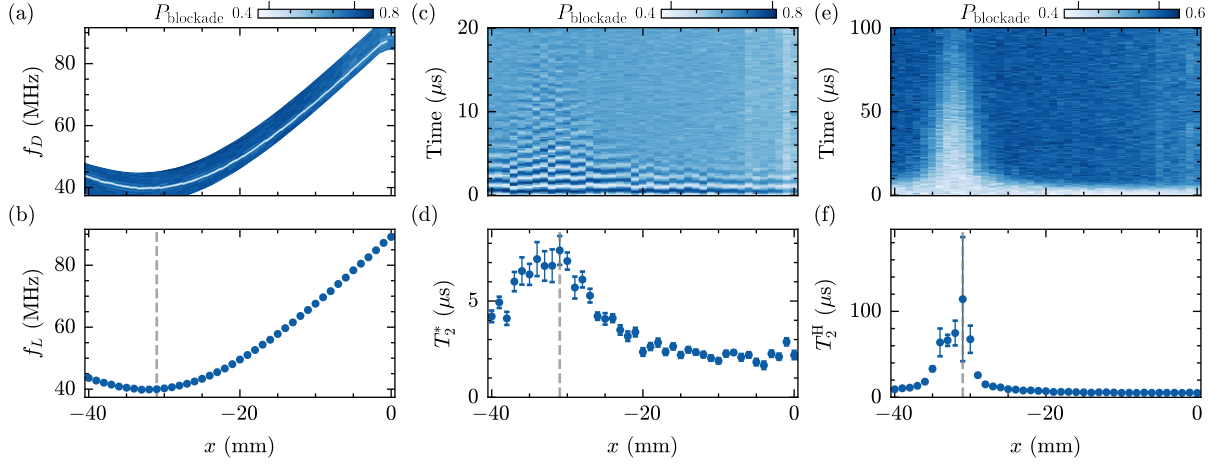 (a) P_blockade 0.4 0.8
f_D (MHz)
80
60
40
(b)
f_L (MHz)
80
60
40
−40 −20 0
x (mm)
(c) P_blockade 0.4 0.8
Time (μs)
20
10
0
(d)
T_2^* (μs)
5
0
−40 −20 0
x (mm)
(e) P_blockade 0.4 0.6
Time (μs)
100
50
0
(f)
T_2^H (μs)
100
0
−40 −20 0
x (mm)